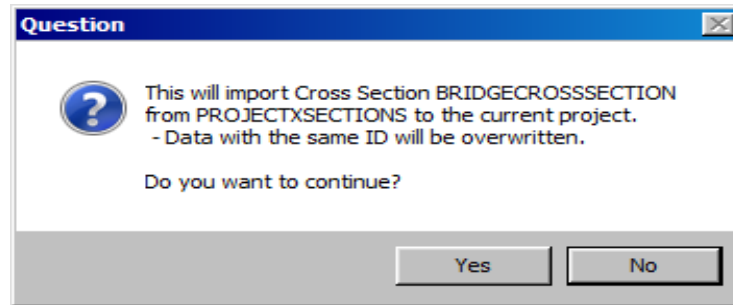 Question
This will import Cross Section BRIDGECROSSSECTION
from PROJECTXSECTIONS to the current project.
- Data with the same ID will be overwritten.
Do you want to continue?
Yes No